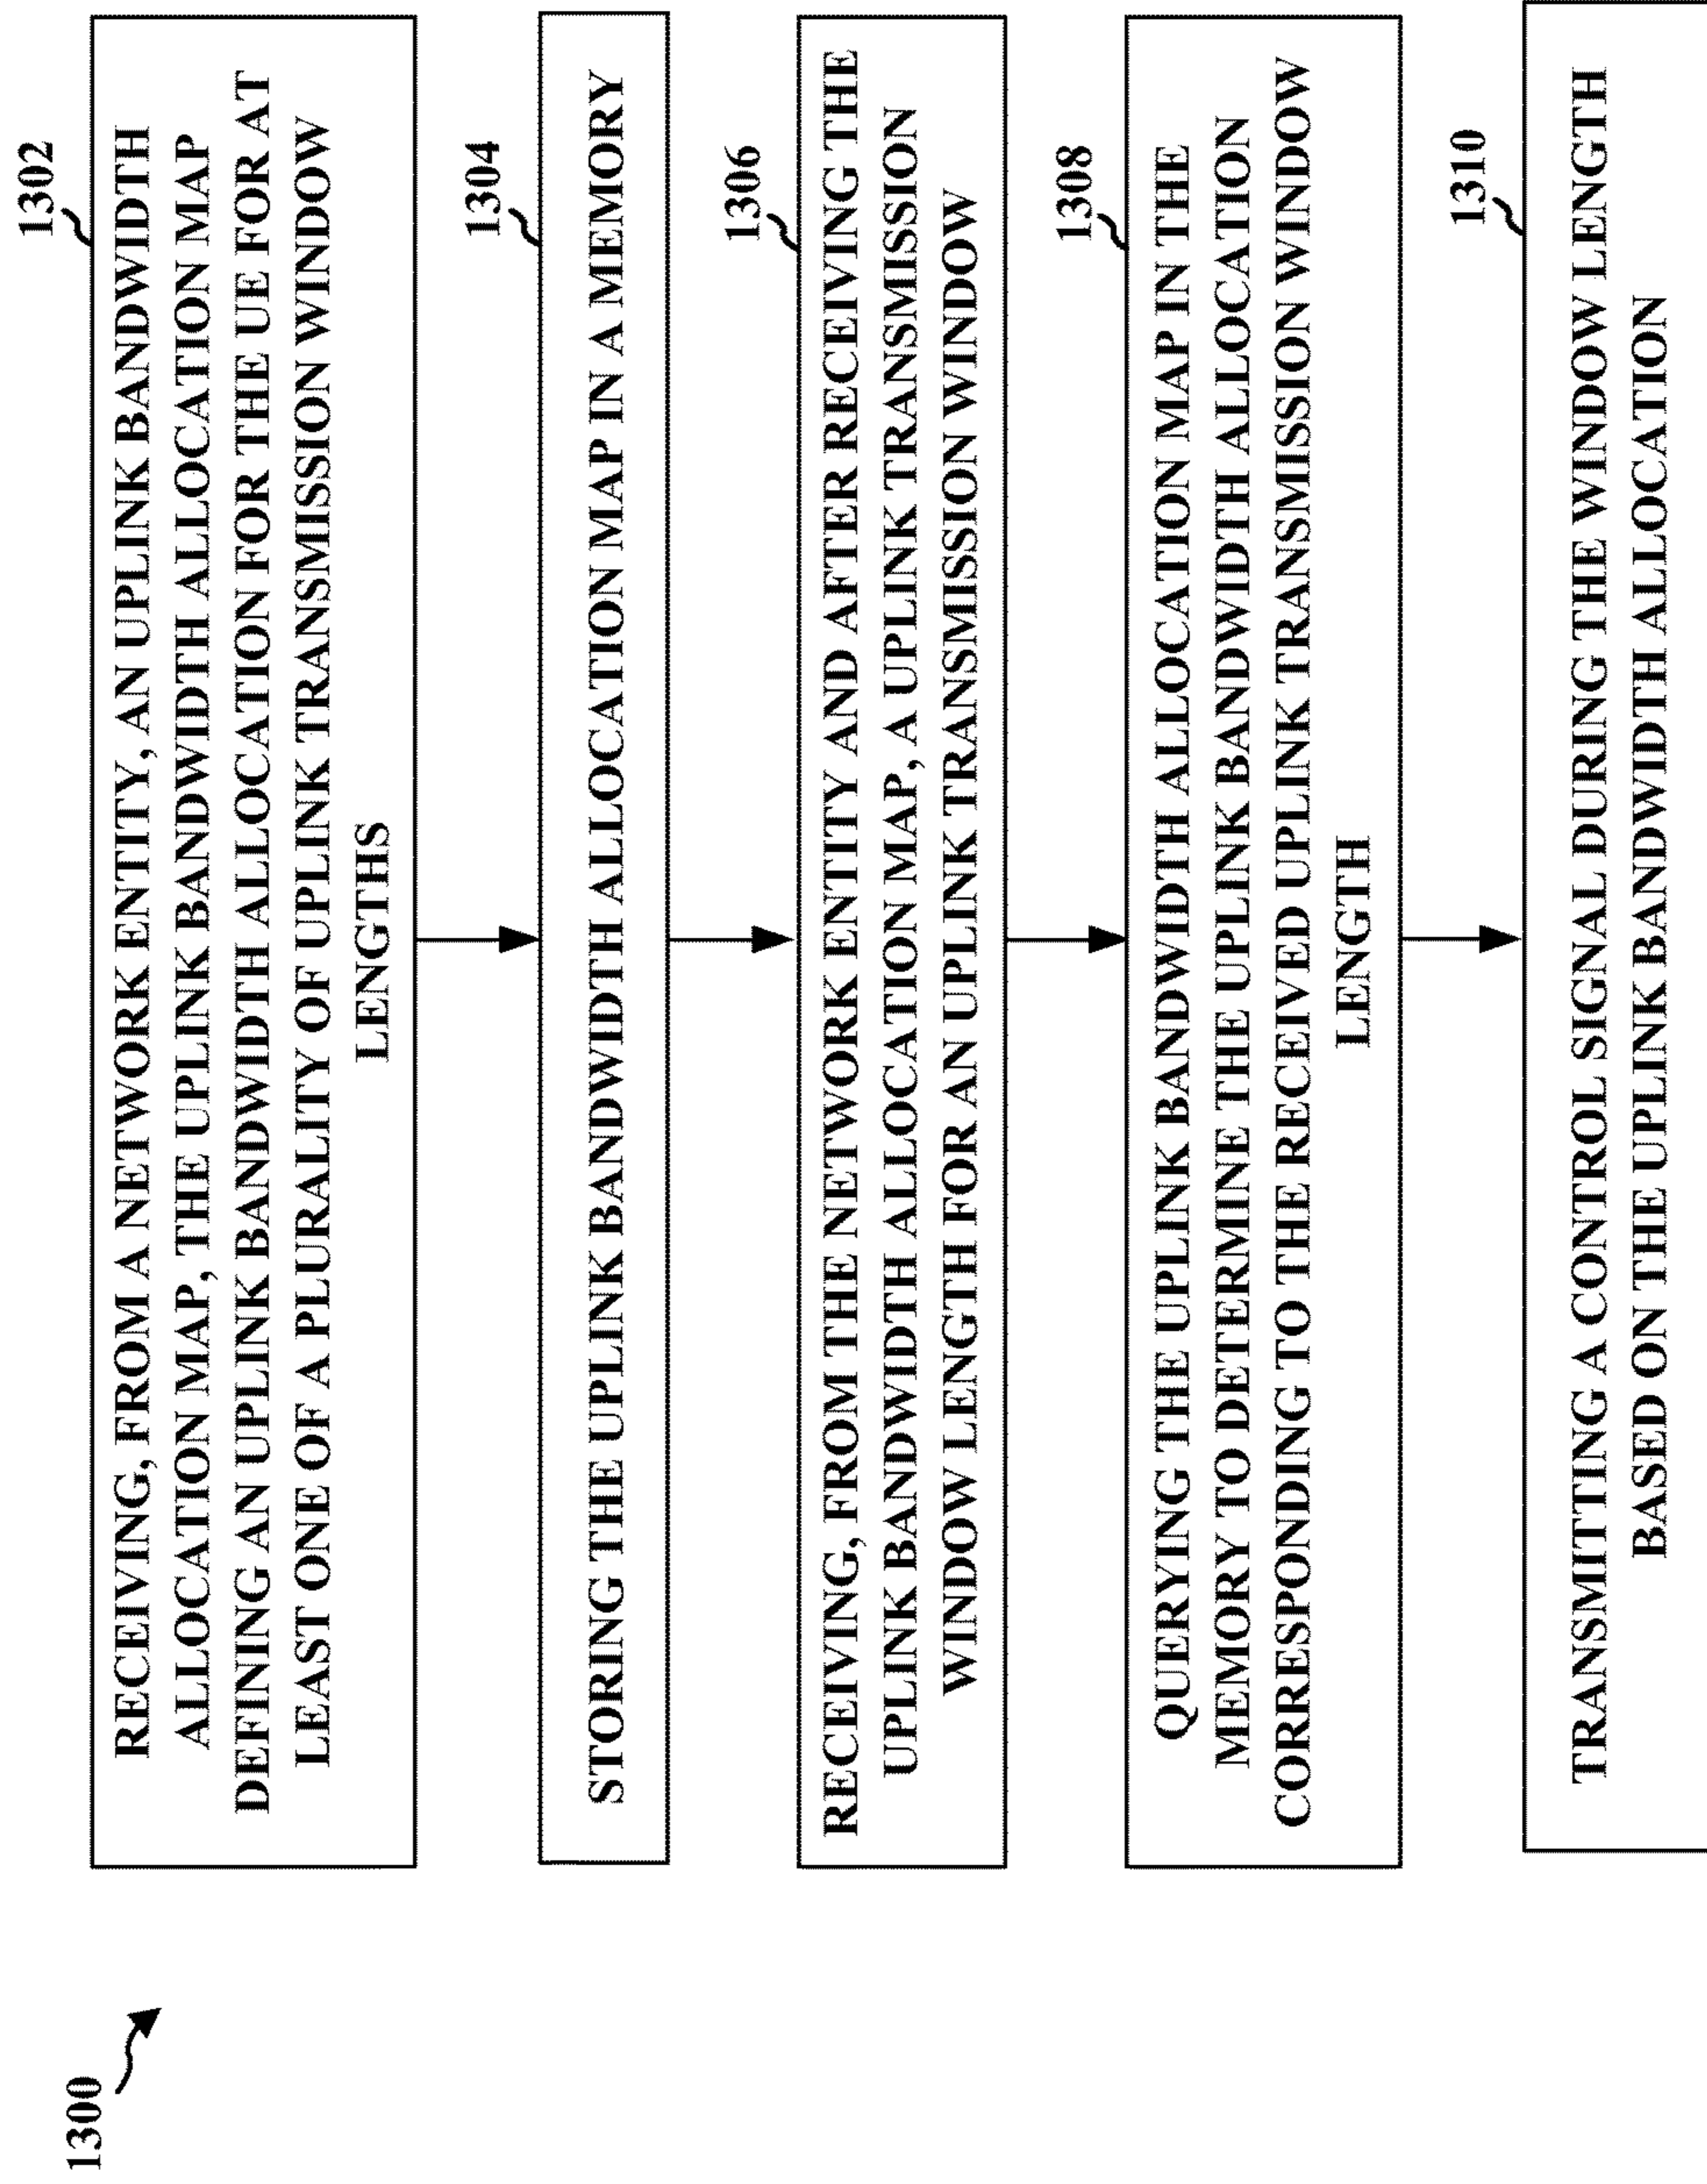 1300
1302
RECEIVING, FROM A NETWORK ENTITY, AN UPLINK BANDWIDTH
ALLOCATION MAP, THE UPLINK BANDWIDTH ALLOCATION MAP
DEFINING AN UPLINK BANDWIDTH ALLOCATION FOR THE UE FOR AT
LEAST ONE OF A PLURALITY OF UPLINK TRANSMISSION WINDOW
LENGTHS
1304
STORING THE UPLINK BANDWIDTH ALLOCATION MAP IN A MEMORY
1306
RECEIVING, FROM THE NETWORK ENTITY AND AFTER RECEIVING THE
UPLINK BANDWIDTH ALLOCATION MAP, A UPLINK TRANSMISSION
WINDOW LENGTH FOR AN UPLINK TRANSMISSION WINDOW
1308
QUERYING THE UPLINK BANDWIDTH ALLOCATION MAP IN THE
MEMORY TO DETERMINE THE UPLINK BANDWIDTH ALLOCATION
CORRESPONDING TO THE RECEIVED UPLINK TRANSMISSION WINDOW
LENGTH
1310
TRANSMITTING A CONTROL SIGNAL DURING THE WINDOW LENGTH
BASED ON THE UPLINK BANDWIDTH ALLOCATION